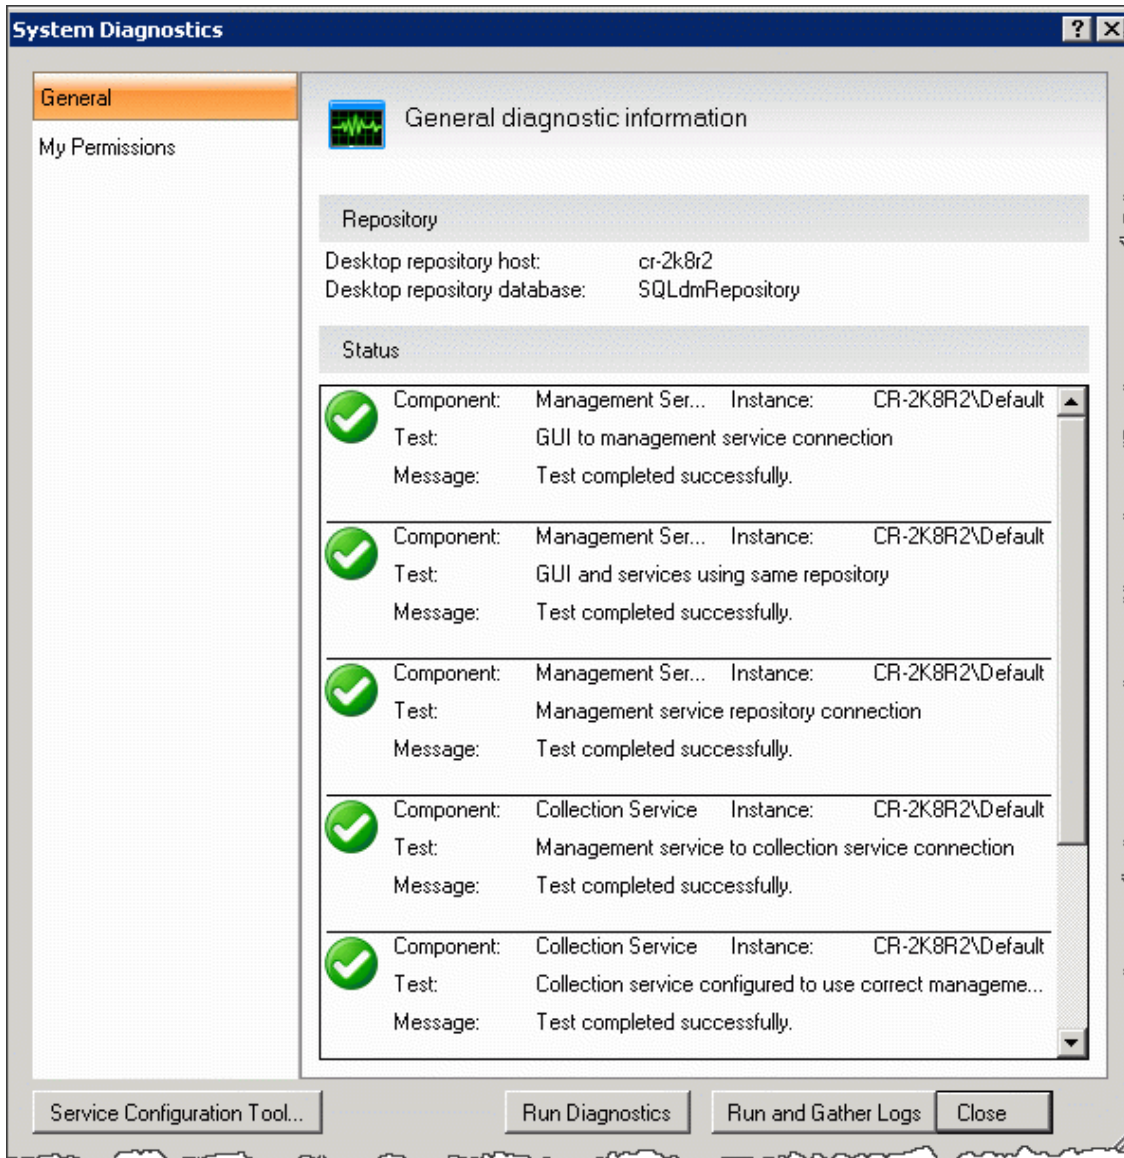 System Diagnostics
General
My Permissions
General diagnostic information
Repository
Desktop repository host: cr-2k8r2
Desktop repository database: SQLdmRepository
Status
Component: Management Ser... Instance: CR-2K8R2\Default
Test: GUI to management service connection
Message: Test completed successfully.
Component: Management Ser... Instance: CR-2K8R2\Default
Test: GUI and services using same repository
Message: Test completed successfully.
Component: Management Ser... Instance: CR-2K8R2\Default
Test: Management service repository connection
Message: Test completed successfully.
Component: Collection Service Instance: CR-2K8R2\Default
Test: Management service to collection service connection
Message: Test completed successfully.
Component: Collection Service Instance: CR-2K8R2\Default
Test: Collection service configured to use correct manageme...
Message: Test completed successfully.
Service Configuration Tool... Run Diagnostics Run and Gather Logs Close